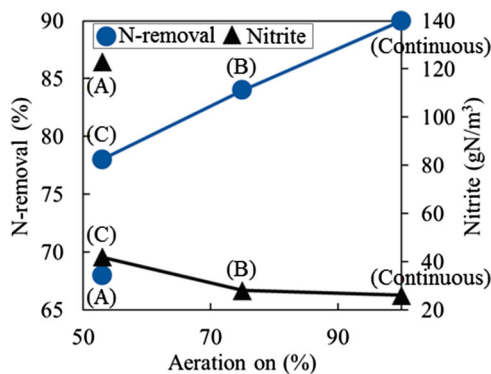 N-removal Nitrite
90
85
80
75
70
65
N-removal (%)
140
120
100
80
60
40
20
Nitrite (gN/m³)
(Continuous)
(A)
(B)
(C)
(C)
(B)
(Continuous)
(A)
50 70 90
Aeration on (%)